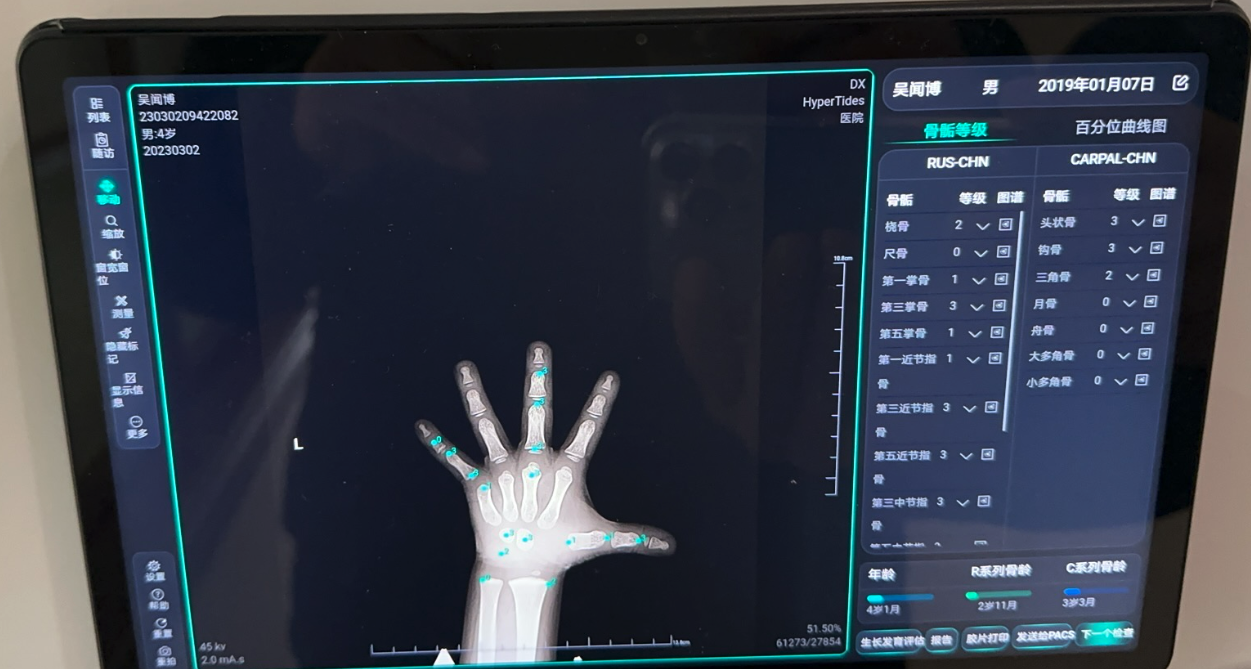 吴闻博
23030209422082
男:4岁
20230302
DX
HyperTides
医院
列表
随访
移动
缩放
窗宽窗
位
测量
隐藏标
记
显示信
息
更多
设置
帮助
重置
重拍
L
10.8cm
45 kv
2.0 mA.s
51.50%
61273/27854
吴闻博 男 2019年01月07日
骨骺等级 百分位曲线图
RUS-CHN CARPAL-CHN
骨骺 等级 图谱 骨骺 等级 图谱
桡骨 2 头状骨 3
尺骨 0 钩骨 3
第一掌骨 1 三角骨 2
第三掌骨 3 月骨 0
第五掌骨 1 舟骨 0
第一近节指 1 大多角骨 0
骨 小多角骨 0
第三近节指 3
骨
第五近节指 3
骨
第三中节指 3
骨
年龄 R系列骨龄 C系列骨龄
4岁1月 2岁11月 3岁3月
生长发育评估 报告 胶片打印 发送给PACS 下一个检查